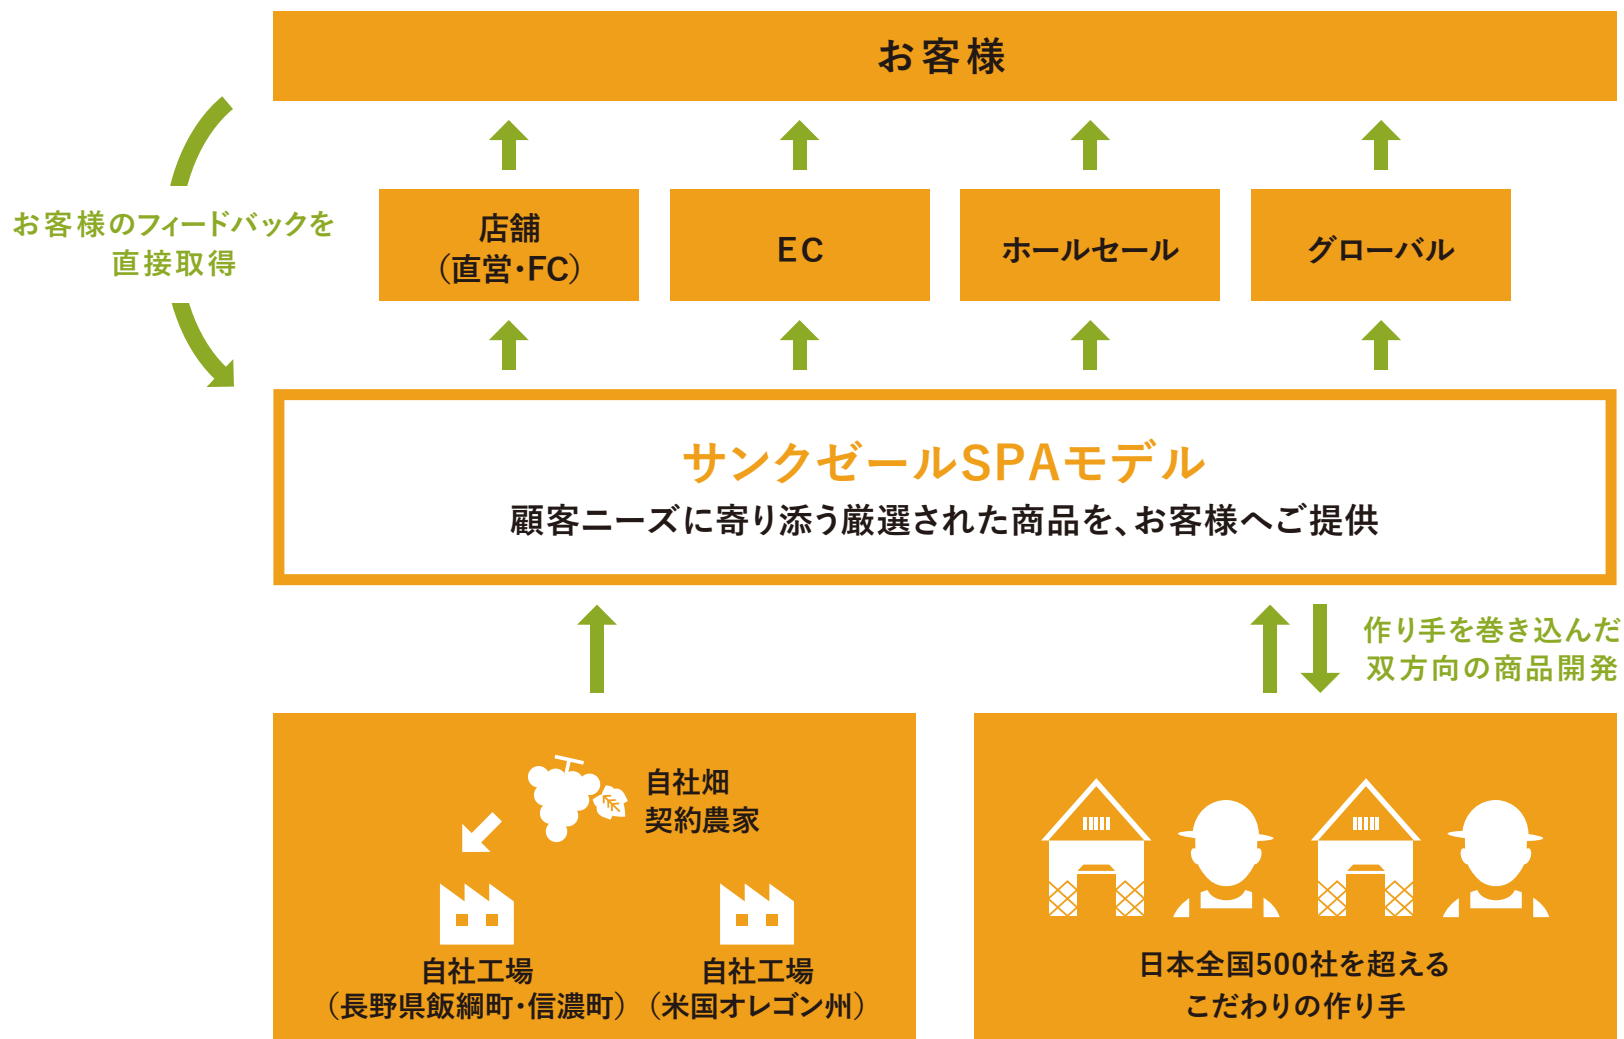 お客様
お客様のフィードバックを
直接取得
店舗
（直営・FC）
EC
ホールセール
グローバル
サンクゼールSPAモデル
顧客ニーズに寄り添う厳選された商品を、お客様へご提供
作り手を巻き込んだ
双方向の商品開発
自社畑
契約農家
自社工場
（長野県飯綱町・信濃町）
自社工場
（米国オレゴン州）
日本全国500社を超える
こだわりの作り手